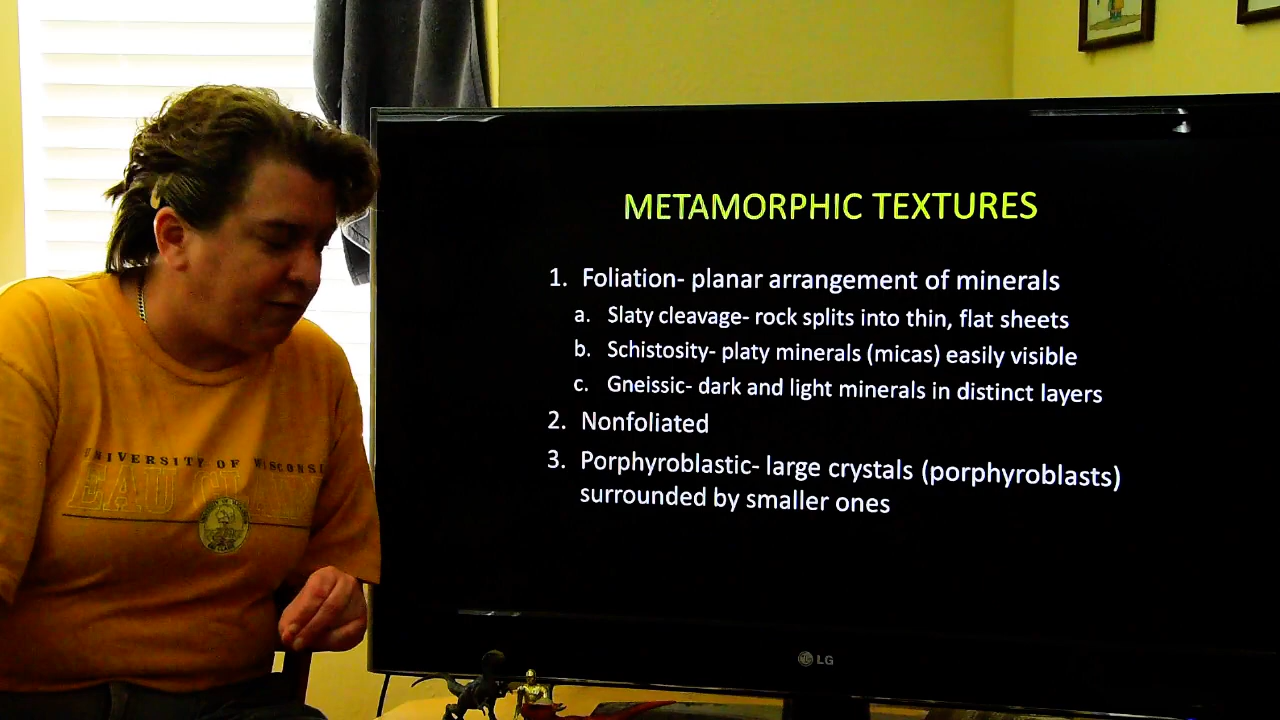 METAMORPHIC TEXTURES
1. Foliation- planar arrangement of minerals
a. Slaty cleavage- rock splits into thin, flat sheets
b. Schistosity- platy minerals (micas) easily visible
c. Gneissic- dark and light minerals in distinct layers
2. Nonfoliated
3. Porphyroblastic- large crystals (porphyroblasts)
surrounded by smaller ones
UNIVERSITY OF WISCONSI
EAU CLAIRE
LG